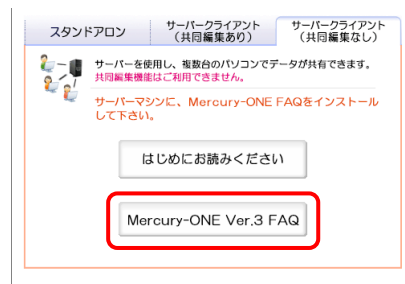 スタンドアロン
サーバークライアント
（共同編集あり）
サーバークライアント
（共同編集なし）
サーバーを使用し、複数台のパソコンでデータが共有できます。
共同編集機能はご利用できません。
サーバーマシンに、Mercury-ONE FAQをインストール
して下さい。
はじめにお読みください
Mercury-ONE Ver.3 FAQ